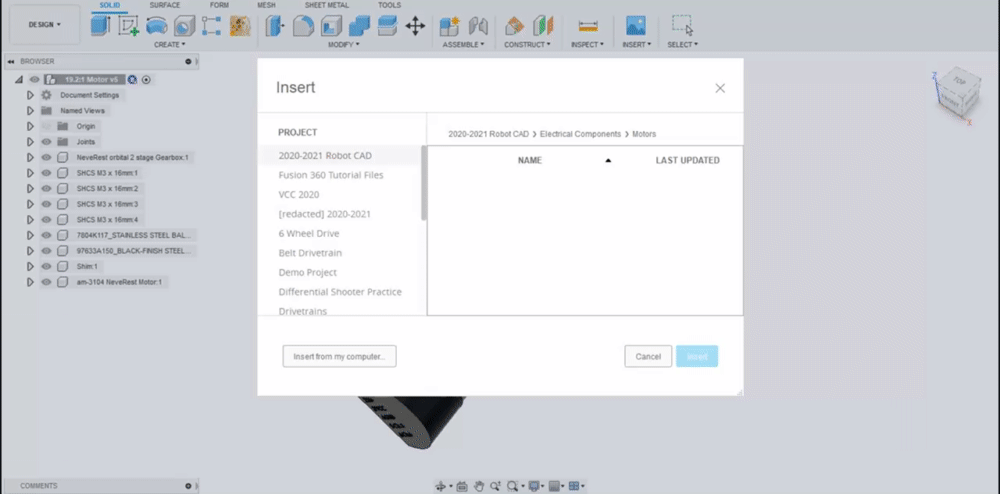 SOLID SURFACE FORM MESH SHEET METAL TOOLS
DESIGN
CREATE MODIFY ASSEMBLE CONSTRUCT INSPECT INSERT SELECT
BROWSER
19.2:1 Motor v6
Document Settings
Named Views
Origin
Joints
NeveRest orbital 2 stage Gearbox:1
SHCS M3 x 16mm:1
SHCS M3 x 16mm:2
SHCS M3 x 16mm:3
SHCS M3 x 16mm:4
7804K117_STAINLESS STEEL BAL...
97633A150_BLACK-FINISH STEEL...
Shim:1
am-3104 NeveRest Motor:1
Insert
PROJECT
2020-2021 Robot CAD
Fusion 360 Tutorial Files
VCC 2020
[redacted] 2020-2021
6 Wheel Drive
Belt Drivetrain
Demo Project
Differential Shooter Practice
Drivetrains
2020-2021 Robot CAD > Electrical Components > Motors
NAME LAST UPDATED
Insert from my computer...
Cancel Insert
Z
TOP
FRONT RIGHT
X
COMMENTS